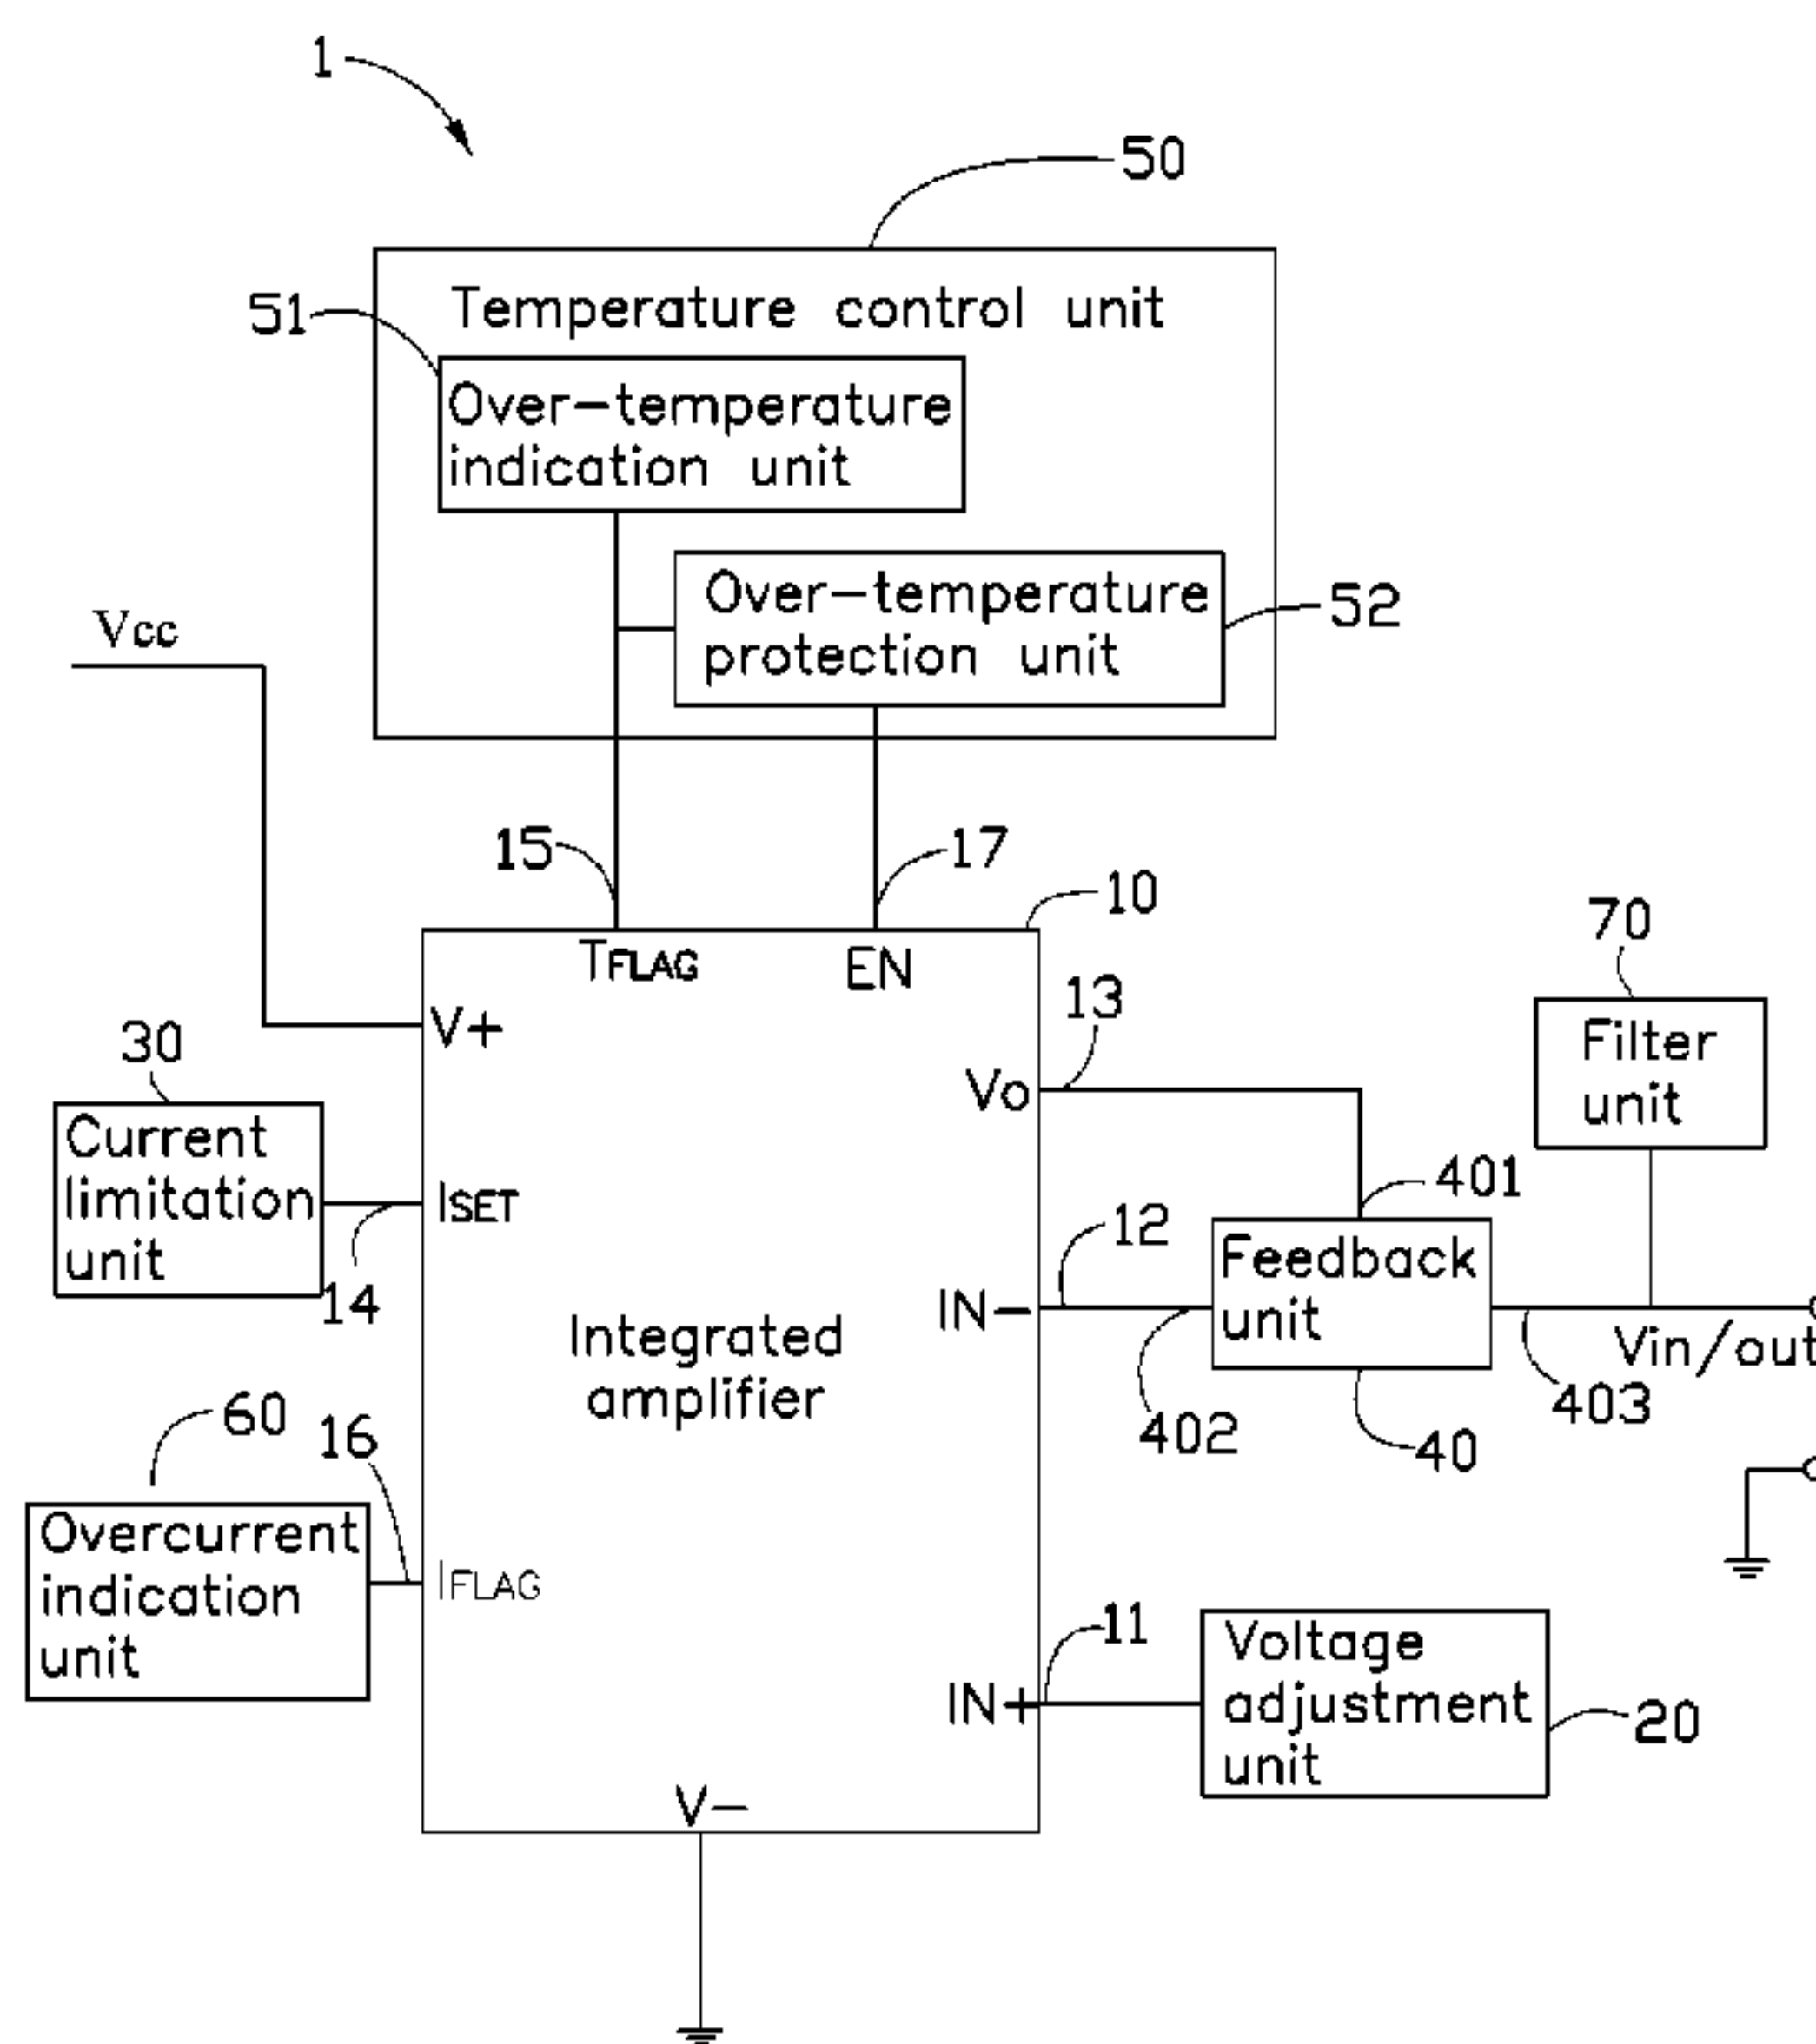 1
50
51
Temperature control unit
Over-temperature
indication unit
Over-temperature
protection unit
52
Vcc
15
17
10
70
TFLAG
EN
13
V+
30
Filter
unit
Vo
Current
limitation
unit
401
ISET
12
14
Feedback
unit
IN-
Integrated
amplifier
Vin/out
402
403
40
60
16
Overcurrent
indication
unit
IFLAG
11
Voltage
adjustment
unit
IN+
20
V-